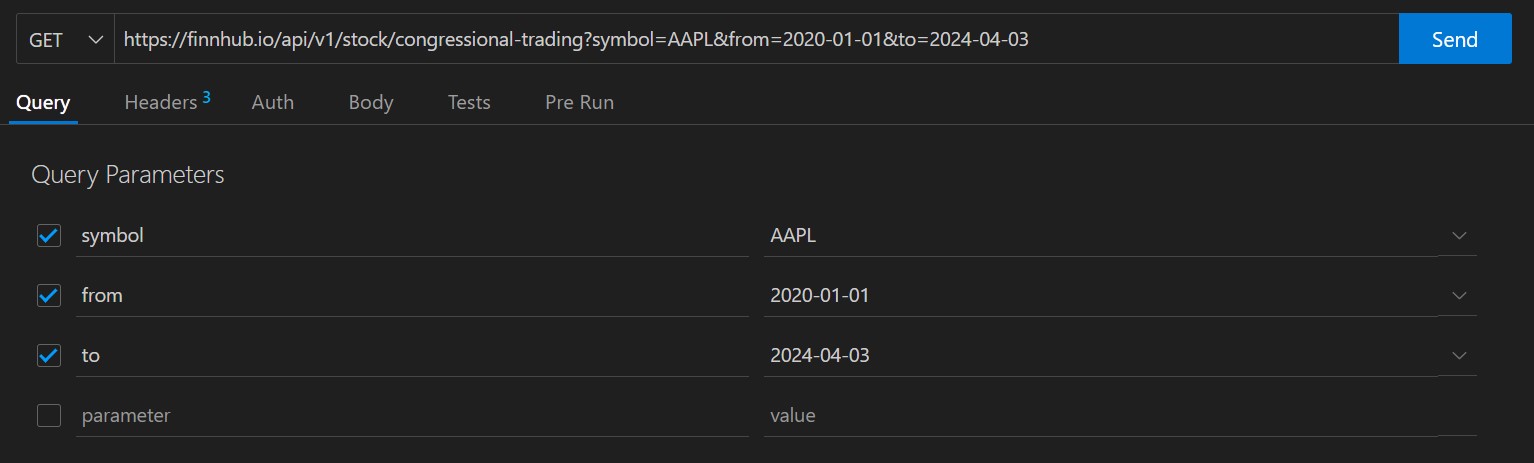 GET https://finnhub.io/api/v1/stock/congressional-trading?symbol=AAPL&from=2020-01-01&to=2024-04-03 Send
Query Headers 3 Auth Body Tests Pre Run
Query Parameters
symbol AAPL
from 2020-01-01
to 2024-04-03
parameter value